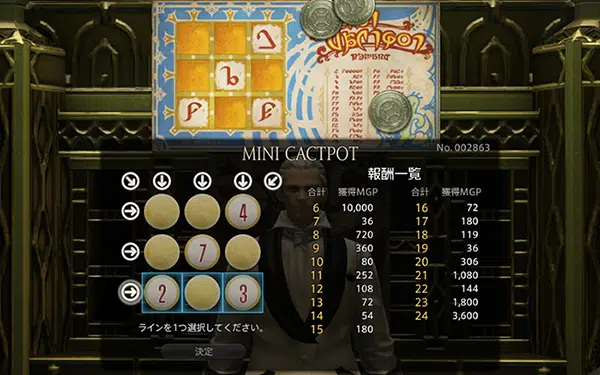 MINI CACTPOT
No. 002863
報酬一覧
合計 獲得MGP 合計 獲得MGP
6 10,000 16 72
7 36 17 180
8 720 18 119
9 360 19 36
10 80 20 306
11 252 21 1,080
12 108 22 144
13 72 23 1,800
14 54 24 3,600
15 180
4
7
2 3
ラインを1つ選択してください。
決定